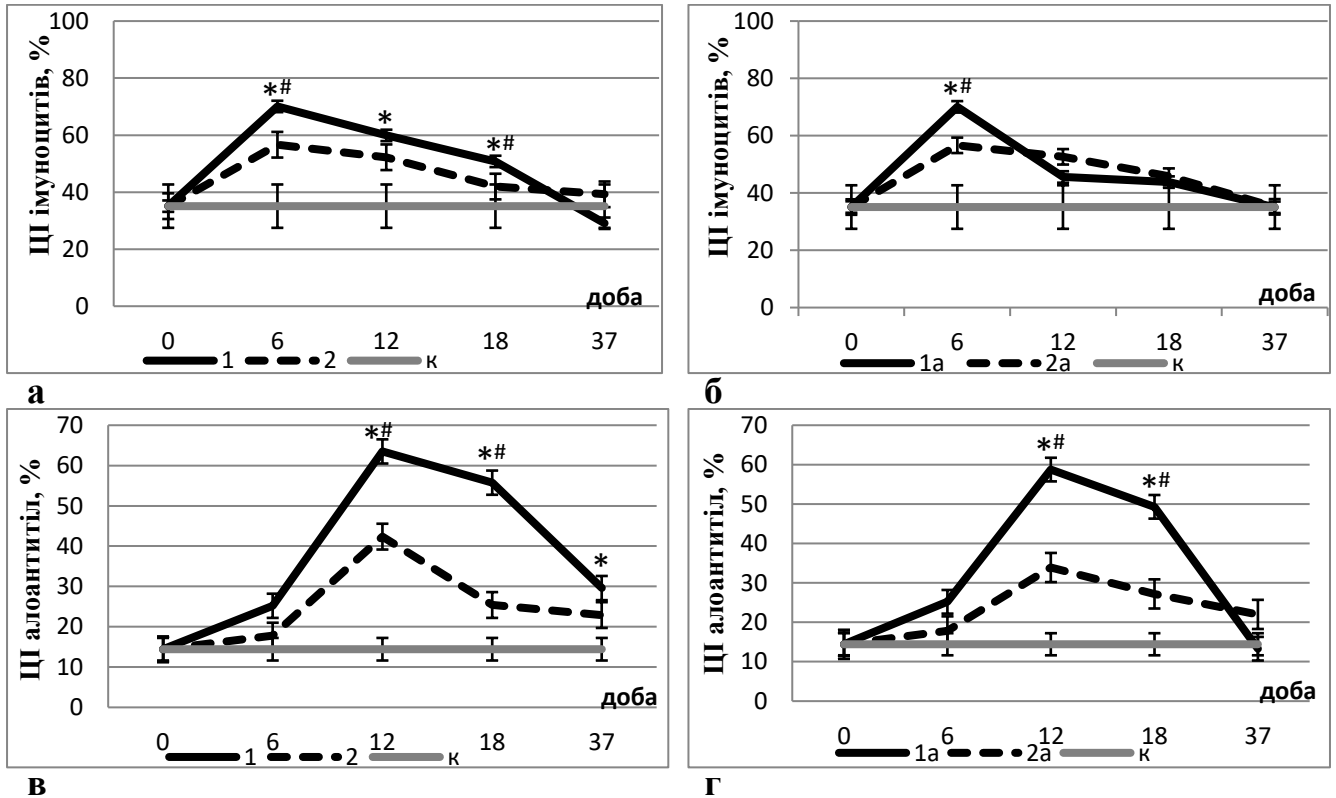 ЦІ імуноцитів, %
100
80
60
40
20
0
*#
*
*#
доба
0 6 12 18 37
1 2 к
а
ЦІ імуноцитів, %
100
80
60
40
20
0
*#
доба
0 6 12 18 37
1а 2а к
б
ЦІ алоантитіл, %
70
60
50
40
30
20
10
0
*#
*#
*
доба
0 6 12 18 37
1 2 к
в
ЦІ алоантитіл, %
70
60
50
40
30
20
10
0
*#
*#
доба
0 6 12 18 37
1а 2а к
г